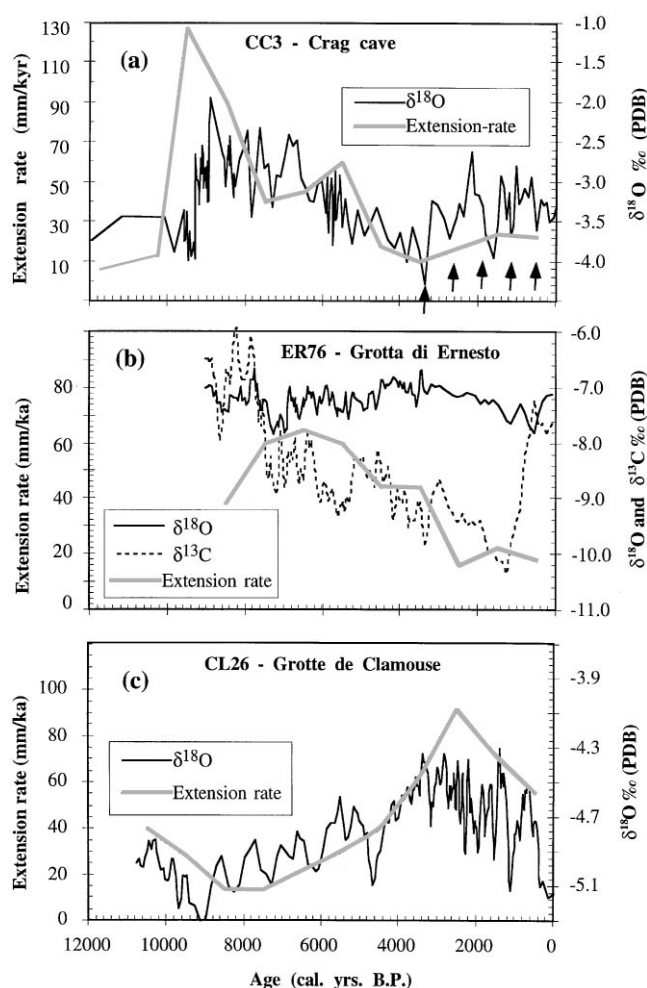 CC3 - Crag cave
(a)
δ18O
Extension-rate
Extension rate (mm/kyr)
130
110
90
70
50
30
10
δ18O ‰ (PDB)
-1.0
-1.5
-2.0
-2.5
-3.0
-3.5
-4.0
(b)
ER76 - Grotta di Ernesto
δ18O
δ13C
Extension rate
Extension rate (mm/ka)
80
60
40
20
0
δ18O and δ13C ‰ (PDB)
-6.0
-7.0
-8.0
-9.0
-10.0
-11.0
(c)
CL26 - Grotte de Clamouse
δ18O
Extension rate
Extension rate (mm/ka)
100
80
60
40
20
0
δ18O ‰ (PDB)
-3.9
-4.3
-4.7
-5.1
12000 10000 8000 6000 4000 2000 0
Age (cal. yrs. B.P.)